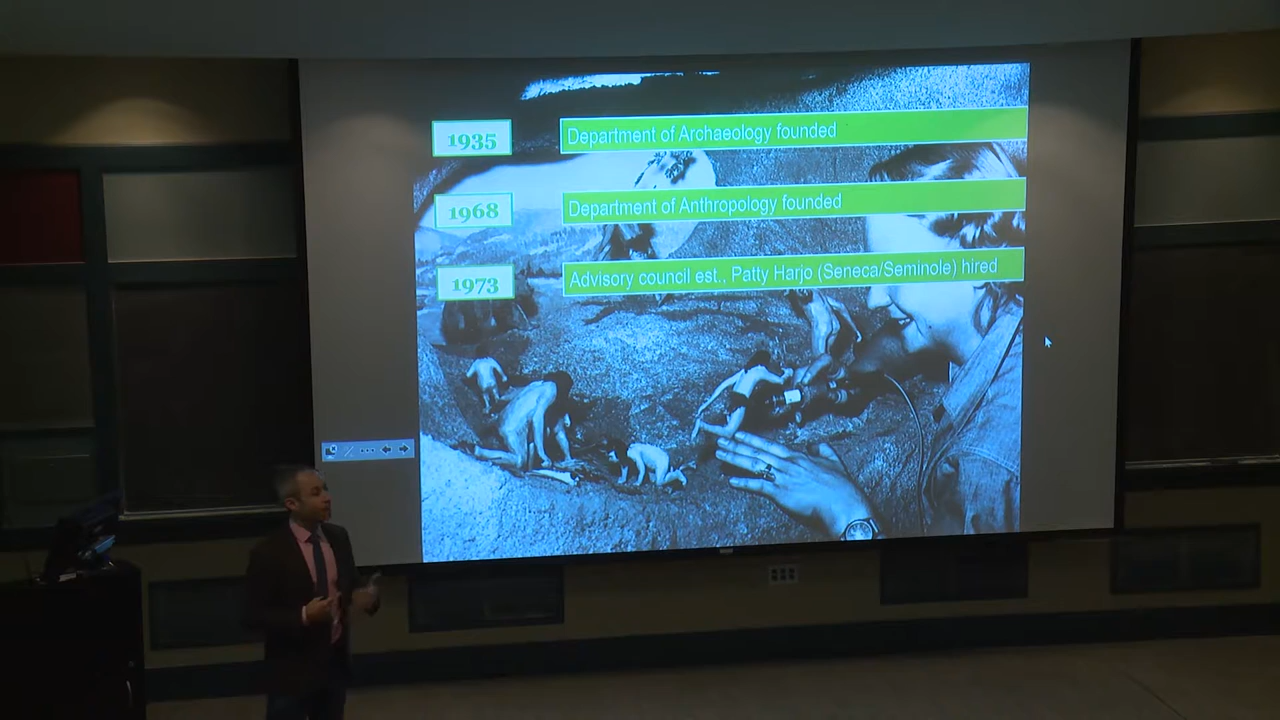 1935
Department of Archaeology founded
1968
Department of Anthropology founded
1973
Advisory council est., Patty Harjo (Seneca/Seminole) hired